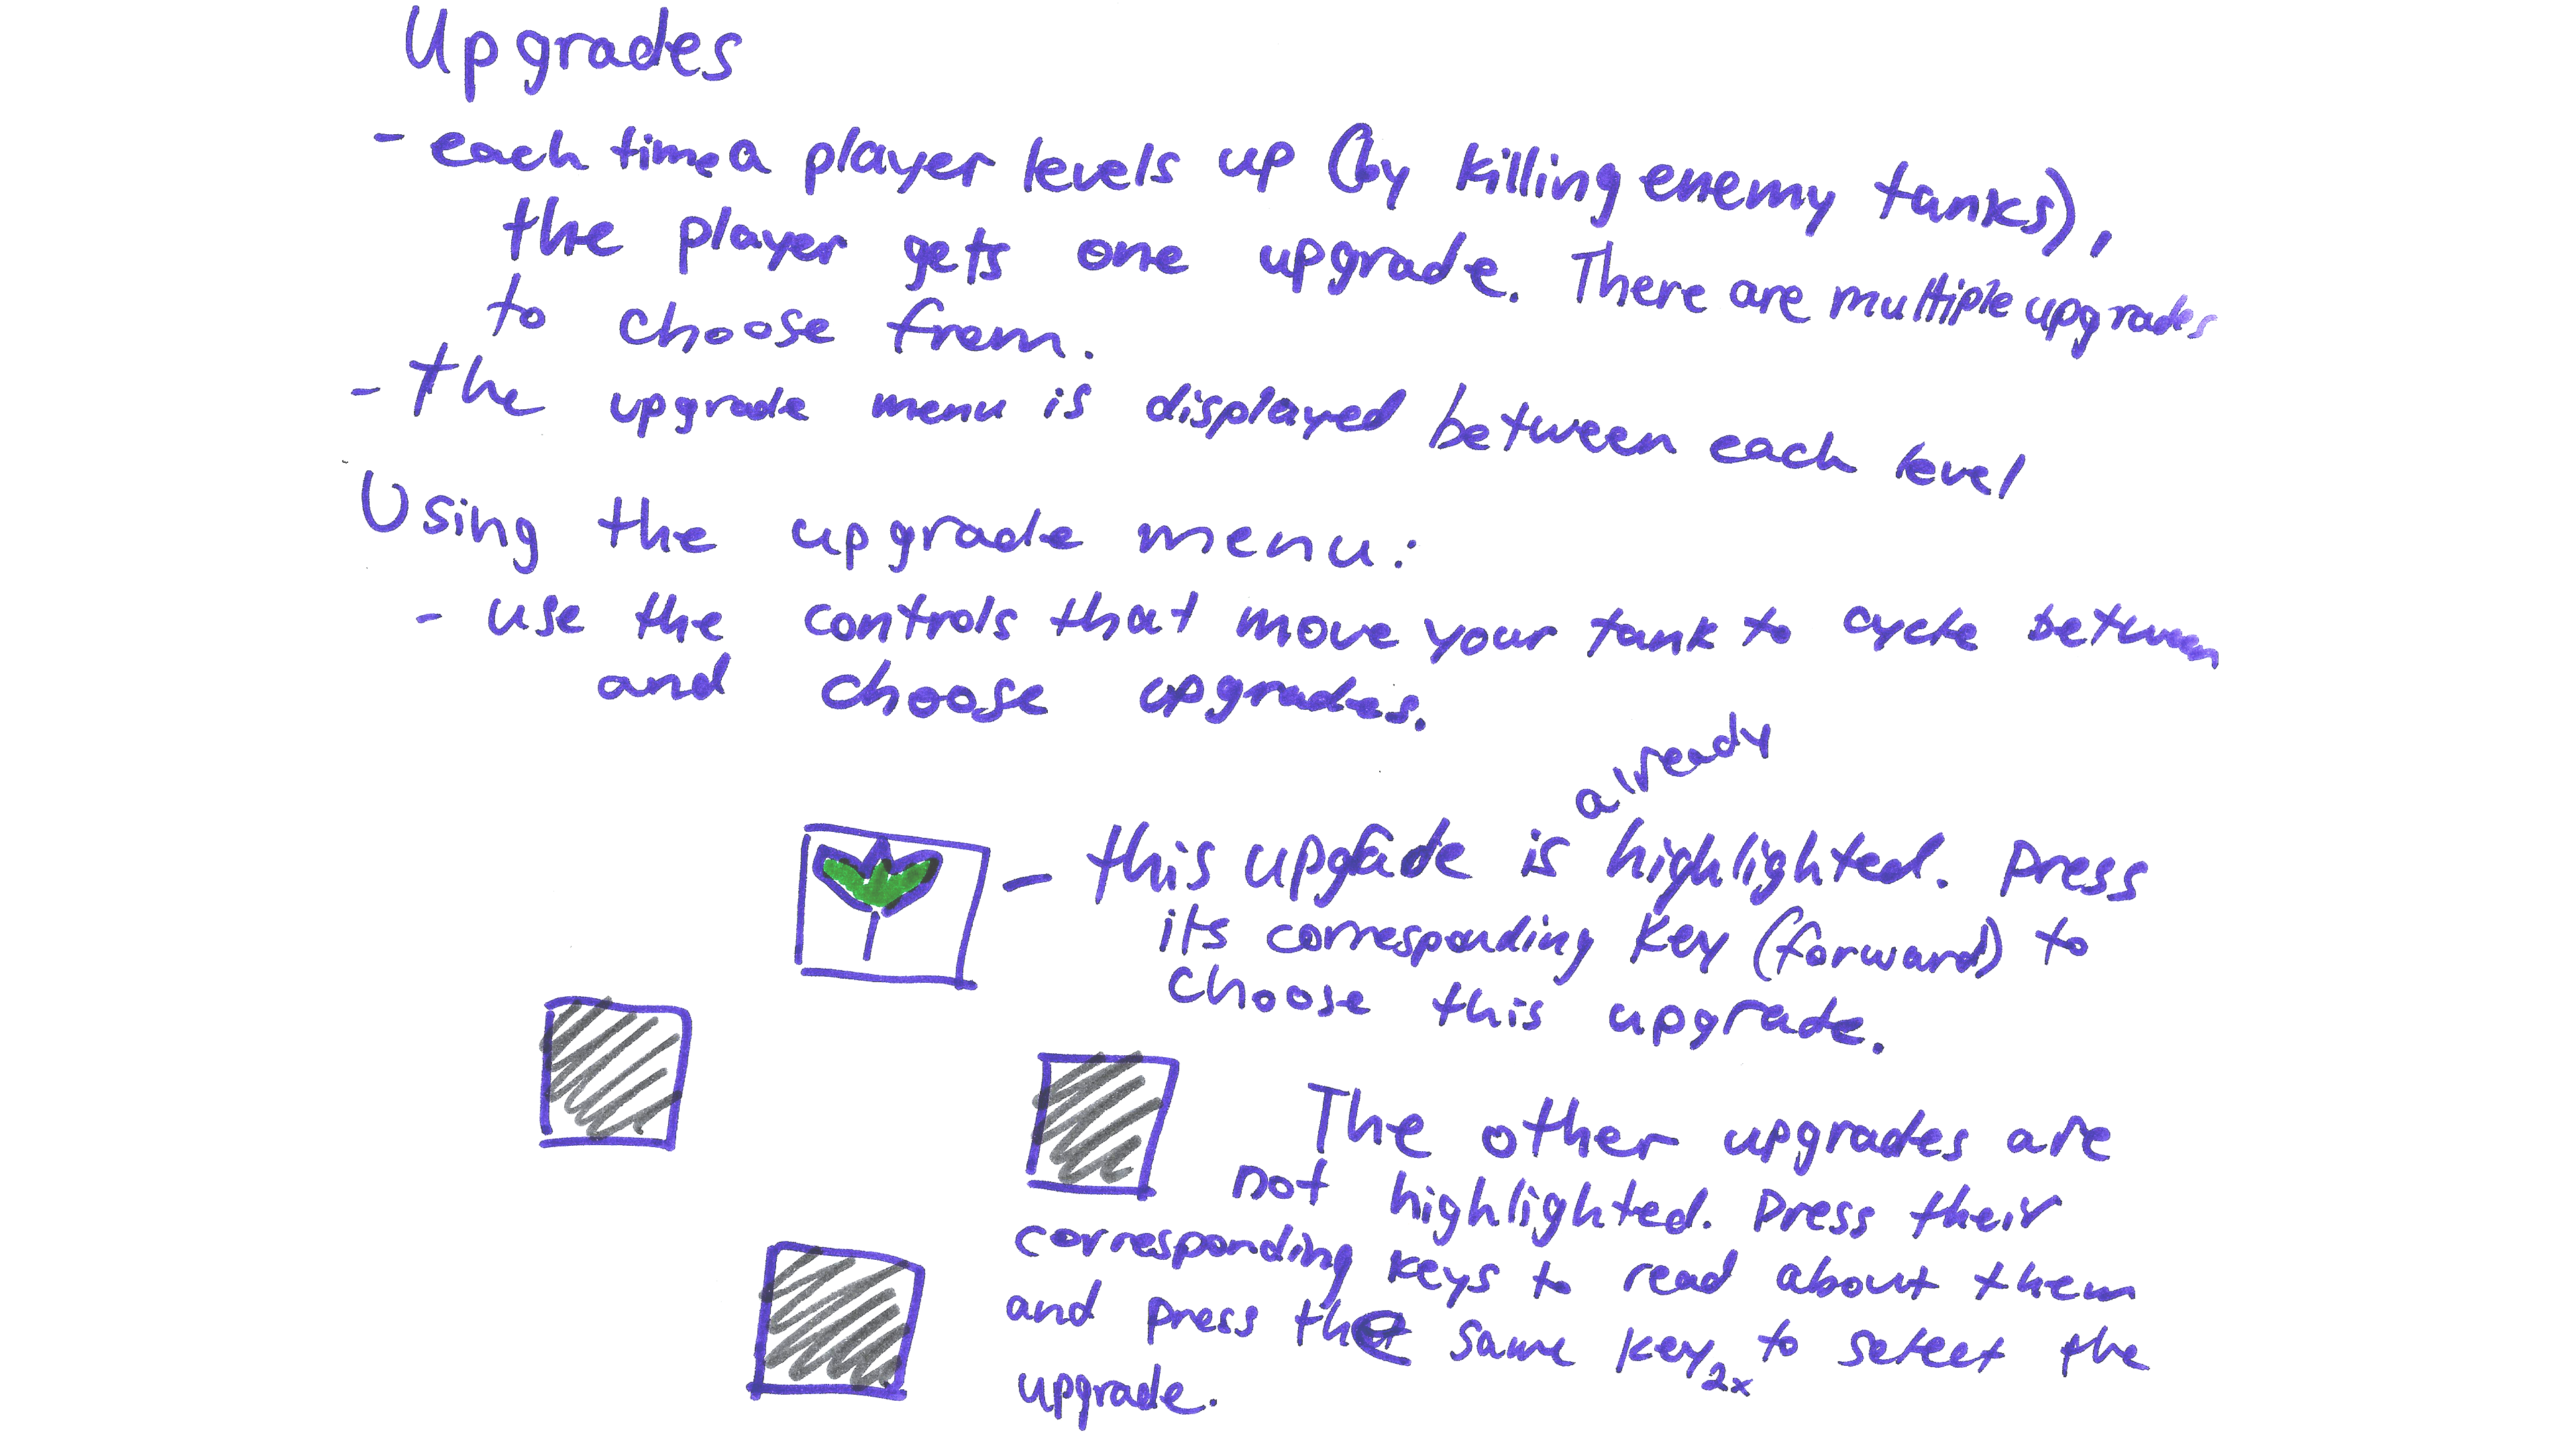 Upgrades
- each time a player levels up (by killing enemy tanks),
the player gets one upgrade. There are multiple upgrades
to choose from.
- the upgrade menu is displayed between each level
Using the upgrade menu:
- use the controls that move your tank to cycle between
and choose upgrades.
already
- this upgrade is highlighted. Press
its corresponding key (forward) to
choose this upgrade.
The other upgrades are
not highlighted. Press their
corresponding keys to read about them
and press the same key 2x to select the
upgrade.